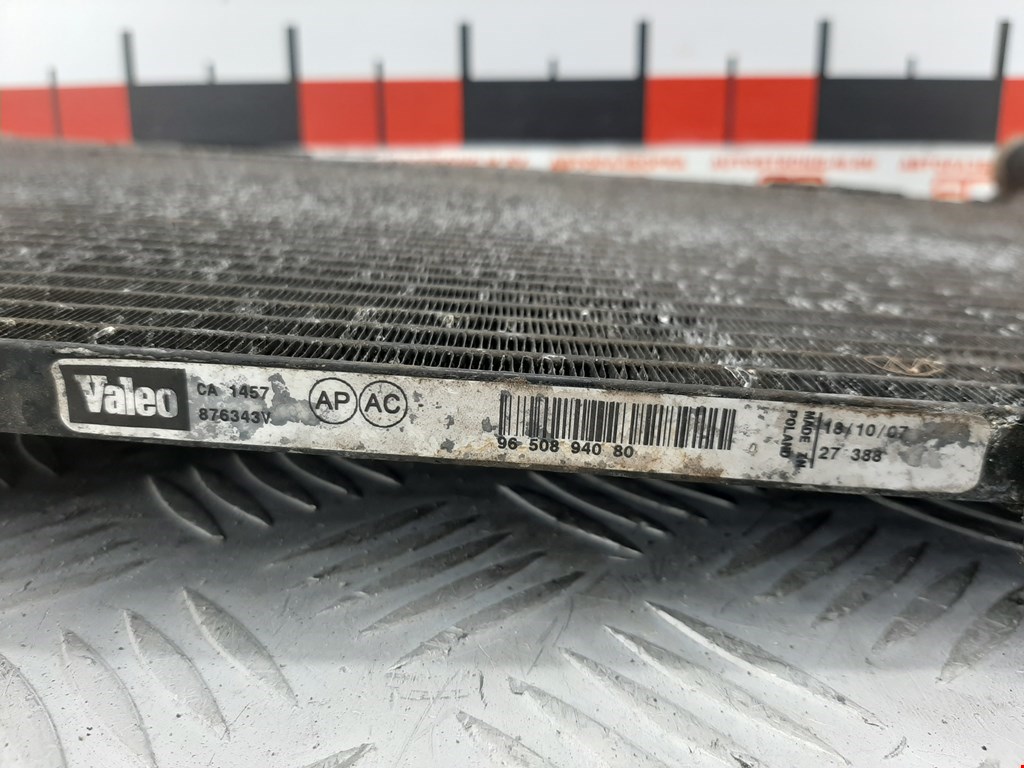 Valeo
CA 1457
876343V
AP AC
96 508 940 80
MADE IN
POLAND
18/10/07
27 388